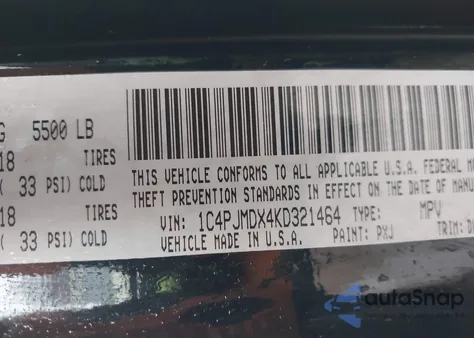 G 5500 LB
18 TIRES
( 33 PSI) COLD
18 TIRES
( 33 PSI) COLD
THIS VEHICLE CONFORMS TO ALL APPLICABLE U.S.A. FEDERAL
THEFT PREVENTION STANDARDS IN EFFECT ON THE DATE OF MA
VIN: 1C4PJMDX4KD321464 TYPE: MPV
VEHICLE MADE IN U.S.A. PAINT: PXJ TRIM:
autoSnap